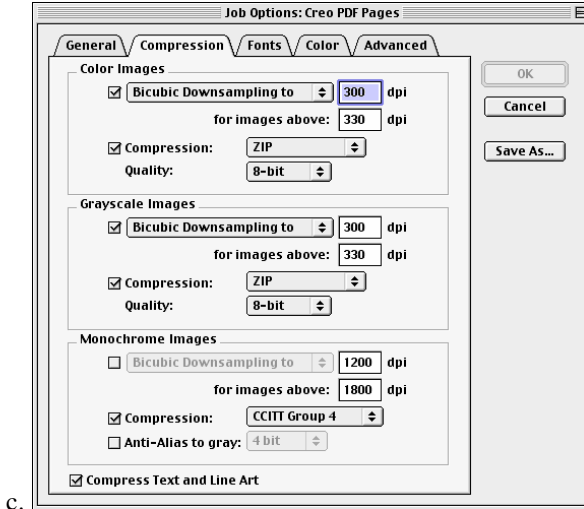 Job Options: Creo PDF Pages
General Compression Fonts Color Advanced
Color Images
Bicubic Downsampling to 300 dpi
for images above: 330 dpi
Compression: ZIP
Quality: 8-bit
Grayscale Images
Bicubic Downsampling to 300 dpi
for images above: 330 dpi
Compression: ZIP
Quality: 8-bit
Monochrome Images
Bicubic Downsampling to 1200 dpi
for images above: 1800 dpi
Compression: CCITT Group 4
Anti-Alias to gray: 4 bit
Compress Text and Line Art
OK
Cancel
Save As...
c.